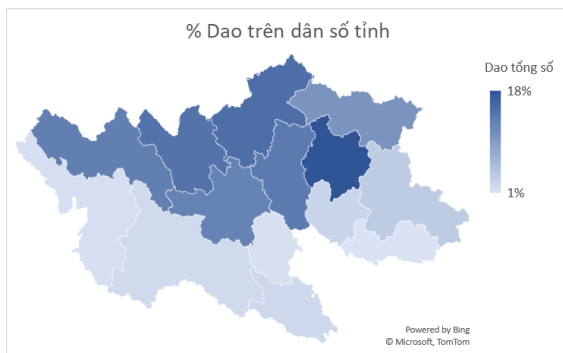 % Dao trên dân số tỉnh
Dao tổng số
18%
1%
Powered by Bing
© Microsoft, TomTom